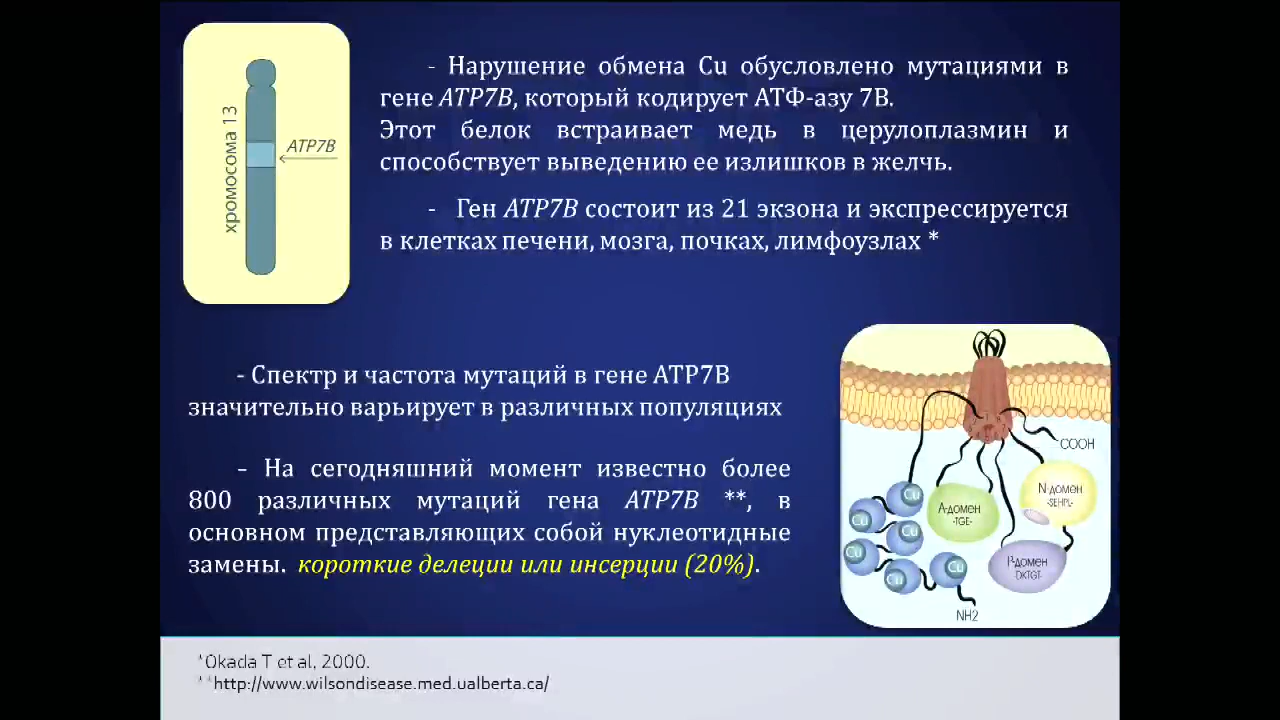 хромосома 13
ATP7B
- Нарушение обмена Cu обусловлено мутациями в
гене ATP7B, который кодирует АТФ-азу 7В.
Этот белок встраивает медь в церулоплазмин и
способствует выведению ее излишков в желчь.
- Ген ATP7B состоит из 21 экзона и экспрессируется
в клетках печени, мозга, почках, лимфоузлах *
- Спектр и частота мутаций в гене ATP7B
значительно варьирует в различных популяциях
- На сегодняшний момент известно более
800 различных мутаций гена ATP7B **, в
основном представляющих собой нуклеотидные
замены. короткие делеции или инсерции (20%).
COOH
N-домен
-SEHPL-
А-домен
-TGE-
Р-домен
-DKTGT-
Cu
Cu
Cu
Cu
Cu
Cu
NH2
*Okada T et al, 2000.
**http://www.wilsondisease.med.ualberta.ca/